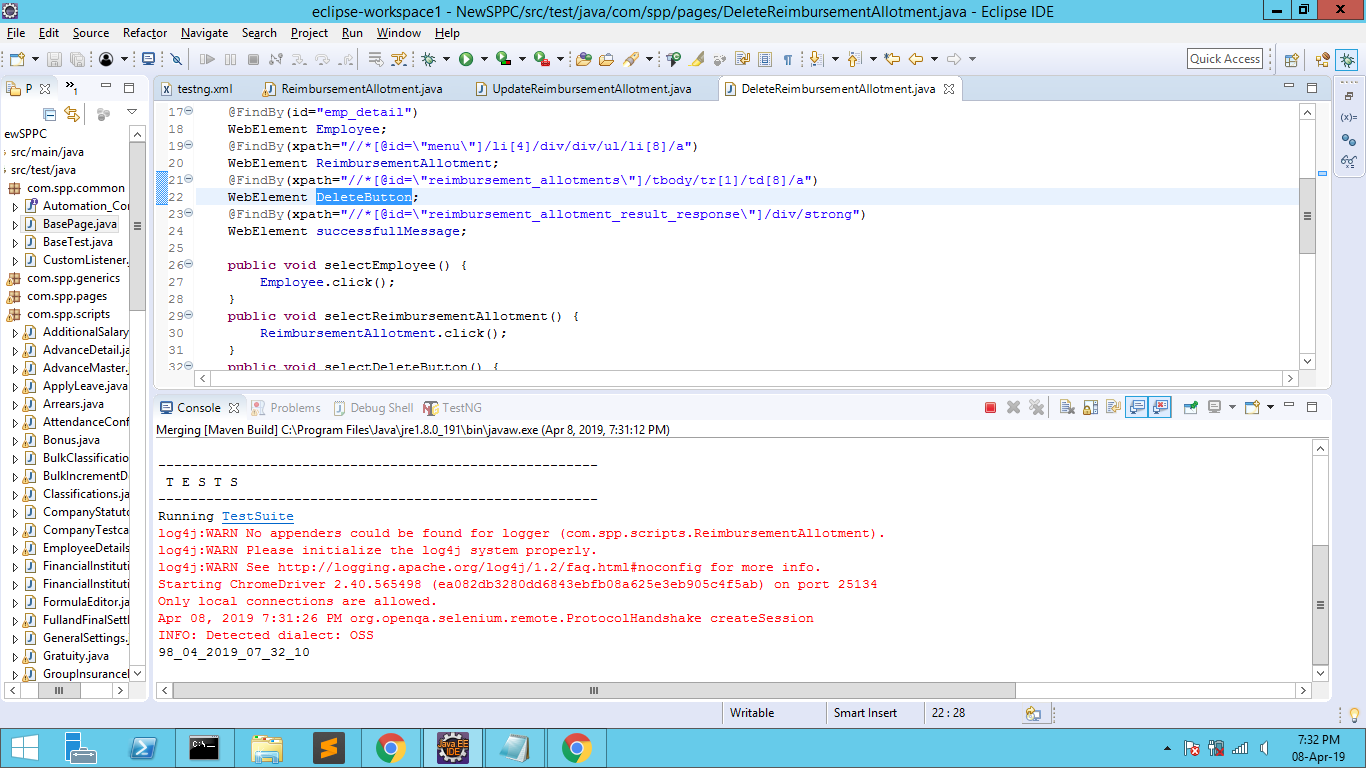 eclipse-workspace1 - NewSPPC/src/test/java/com/spp/pages/DeleteReimbursementAllotment.java - Eclipse IDE
File Edit Source Refactor Navigate Search Project Run Window Help
Quick Access
P
»1
testng.xml
ReimbursementAllotment.java
UpdateReimbursementAllotment.java
DeleteReimbursementAllotment.java
ewSPPC
src/main/java
src/test/java
com.spp.common
Automation_Co
BasePage.java
BaseTest.java
CustomListener.
com.spp.generics
com.spp.pages
com.spp.scripts
AdditionalSalary
AdvanceDetail.ja
AdvanceMaster.
ApplyLeave.java
Arrears.java
AttendanceConf
Bonus.java
BulkClassificatio
BulkIncrementD
Classifications.ja
CompanyStatuto
CompanyTestca
EmployeeDetails
FinancialInstituti
FinancialInstituti
FormulaEditor.ja
FullandFinalSettl
GeneralSettings.
Gratuity.java
GroupInsuranceI
17 @FindBy(id="emp_detail")
18 WebElement Employee;
19 @FindBy(xpath="//*[@id=\"menu\"]/li[4]/div/div/ul/li[8]/a")
20 WebElement ReimbursementAllotment;
21 @FindBy(xpath="//*[@id=\"reimbursement_allotments\"]/tbody/tr[1]/td[8]/a")
22 WebElement DeleteButton;
23 @FindBy(xpath="//*[@id=\"reimbursement_allotment_result_response\"]/div/strong")
24 WebElement successfullMessage;
25
26 public void selectEmployee() {
27 Employee.click();
28 }
29 public void selectReimbursementAllotment() {
30 ReimbursementAllotment.click();
31 }
32 public void selectDeleteButton() {
Console
Problems
Debug Shell
TestNG
Merging [Maven Build] C:\Program Files\Java\jre1.8.0_191\bin\javaw.exe (Apr 8, 2019, 7:31:12 PM)
-------------------------------------------------------
T E S T S
-------------------------------------------------------
Running TestSuite
log4j:WARN No appenders could be found for logger (com.spp.scripts.ReimbursementAllotment).
log4j:WARN Please initialize the log4j system properly.
log4j:WARN See http://logging.apache.org/log4j/1.2/faq.html#noconfig for more info.
Starting ChromeDriver 2.40.565498 (ea082db3280dd6843ebfb08a625e3eb905c4f5ab) on port 25134
Only local connections are allowed.
Apr 08, 2019 7:31:26 PM org.openqa.selenium.remote.ProtocolHandshake createSession
INFO: Detected dialect: OSS
98_04_2019_07_32_10
Writable
Smart Insert
22 : 28
Java EE
IDE
7:32 PM
08-Apr-19